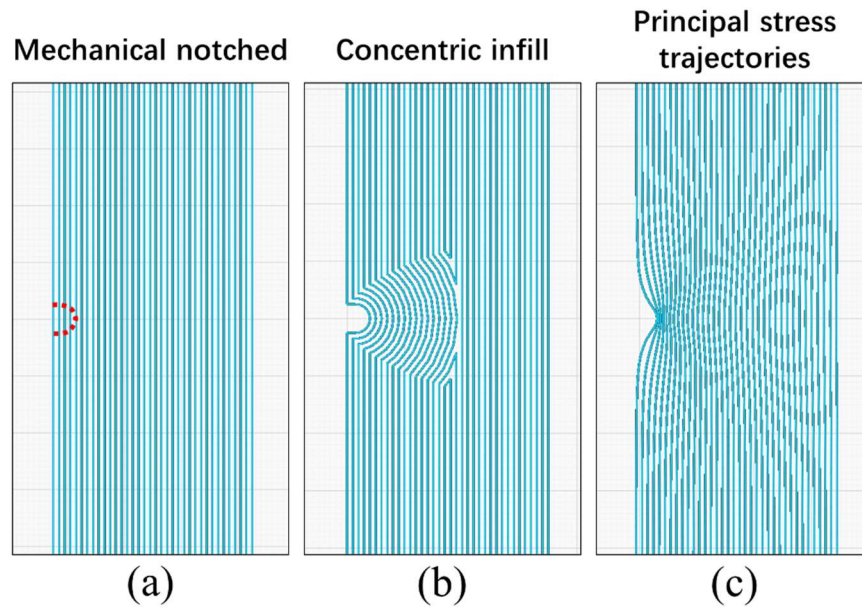 Mechanical notched
Concentric infill
Principal stress
trajectories
(a)
(b)
(c)